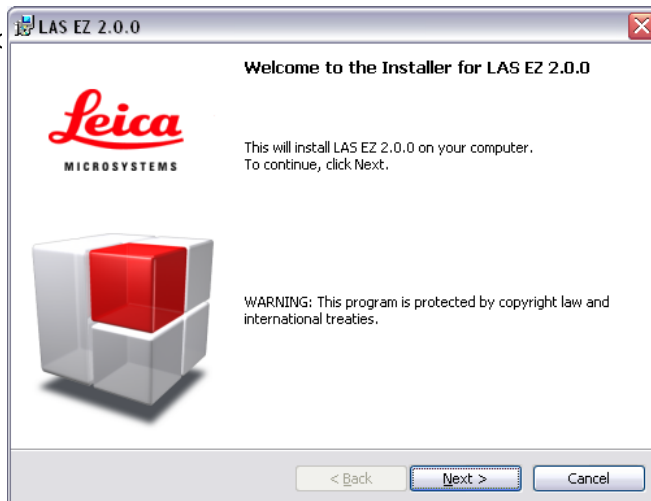 LAS EZ 2.0.0
Welcome to the Installer for LAS EZ 2.0.0
Leica
MICROSYSTEMS
This will install LAS EZ 2.0.0 on your computer.
To continue, click Next.
WARNING: This program is protected by copyright law and
international treaties.
< Back Next > Cancel